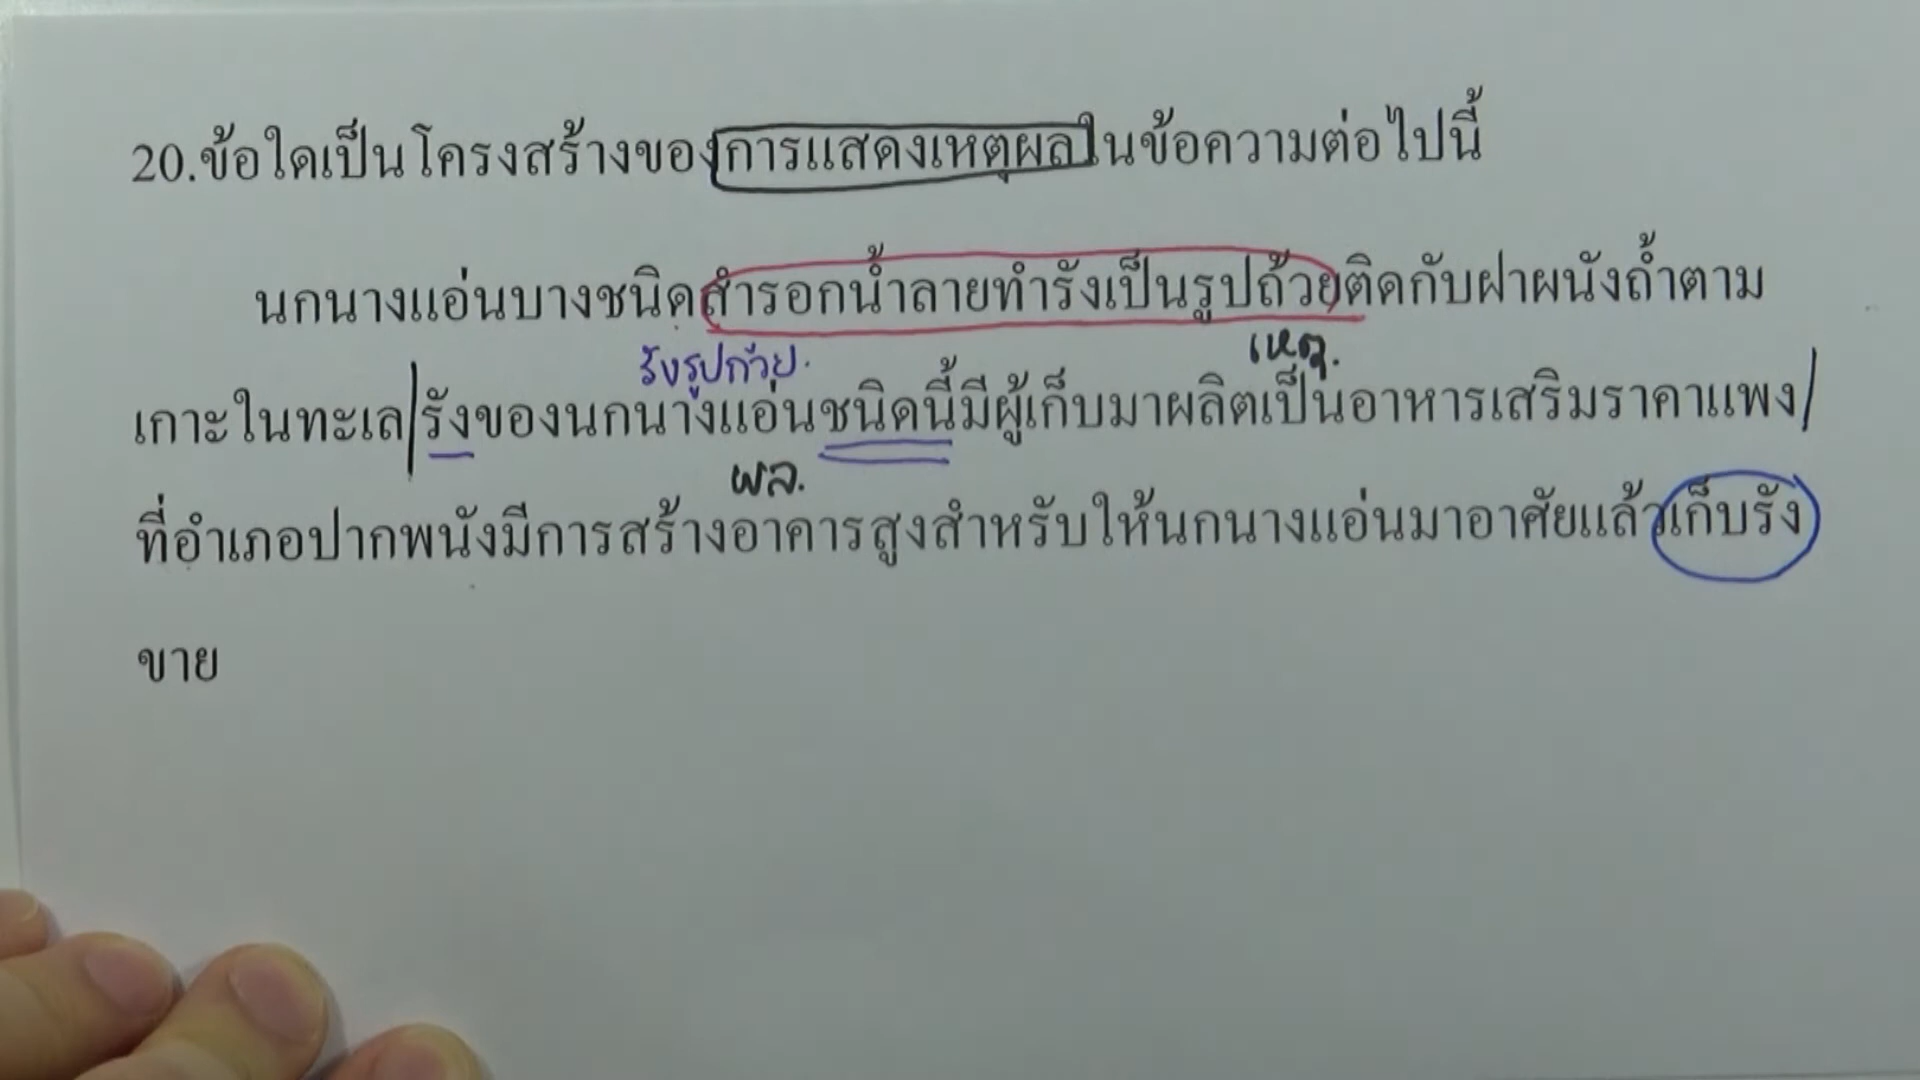 20.ข้อใดเป็นโครงสร้างของการแสดงเหตุผลในข้อความต่อไปนี้
นกนางแอ่นบางชนิดสำรอกน้ำลายทำรังเป็นรูปถ้วยติดกับฝาผนังถ้ำตาม
รังรูปถ้วย. เหตุ.
เกาะในทะเล/รังของนกนางแอ่นชนิดนี้มีผู้เก็บมาผลิตเป็นอาหารเสริมราคาแพง/
ผล.
ที่อำเภอปากพนังมีการสร้างอาคารสูงสำหรับให้นกนางแอ่นมาอาศัยแล้วเก็บรัง
ขาย